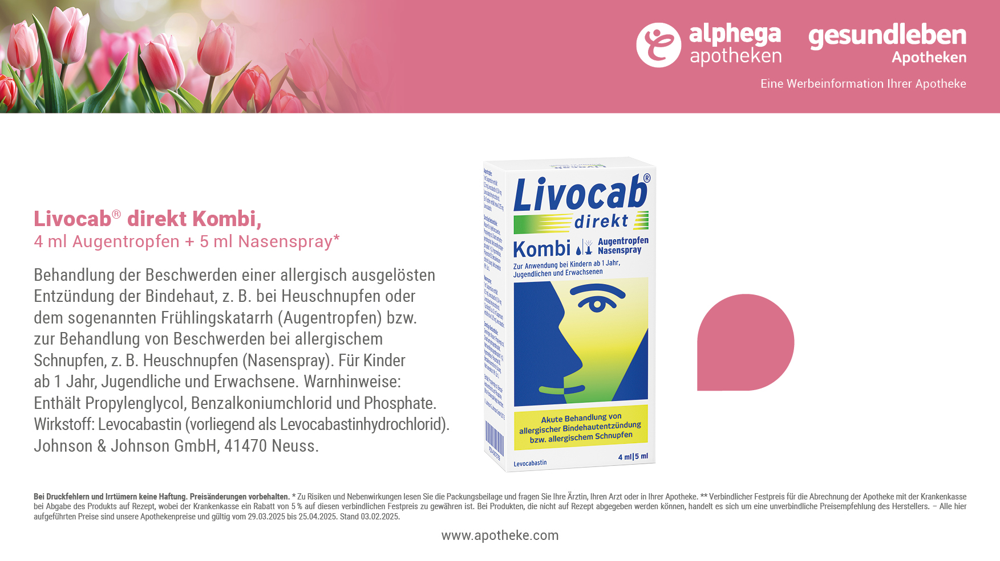 alphega
apotheken
gesundleben
Apotheken
Eine Werbeinformation Ihrer Apotheke
Livocab® direkt Kombi,
4 ml Augentropfen + 5 ml Nasenspray*
Behandlung der Beschwerden einer allergisch ausgelösten
Entzündung der Bindehaut, z. B. bei Heuschnupfen oder
dem sogenannten Frühlingskatarrh (Augentropfen) bzw.
zur Behandlung von Beschwerden bei allergischem
Schnupfen, z. B. Heuschnupfen (Nasenspray). Für Kinder
ab 1 Jahr, Jugendliche und Erwachsene. Warnhinweise:
Enthält Propylenglycol, Benzalkoniumchlorid und Phosphate.
Wirkstoff: Levocabastin (vorliegend als Levocabastinhydrochlorid).
Johnson & Johnson GmbH, 41470 Neuss.
Livocab®
direkt
Kombi
Augentropfen
Nasenspray
Zur Anwendung bei Kindern ab 1 Jahr,
Jugendlichen und Erwachsenen
Akute Behandlung von
allergischer Bindehautentzündung
bzw. allergischem Schnupfen
4 ml|5 ml
Levocabastin
Bei Druckfehlern und Irrtümern keine Haftung. Preisänderungen vorbehalten. * Zu Risiken und Nebenwirkungen lesen Sie die Packungsbeilage und fragen Sie Ihre Ärztin, Ihren Arzt oder in Ihrer Apotheke. ** Verbindlicher Festpreis für die Abrechnung der Apotheke mit der Krankenkasse
bei Abgabe des Produkts auf Rezept, wobei der Krankenkasse ein Rabatt von 5 % auf diesen verbindlichen Festpreis zu gewähren ist. Bei Produkten, die nicht auf Rezept abgegeben werden können, handelt es sich um eine unverbindliche Preisempfehlung des Herstellers. – Alle hier
aufgeführten Preise sind unsere Apothekenpreise und gültig vom 29.03.2025 bis 25.04.2025. Stand 03.02.2025.
www.apotheke.com